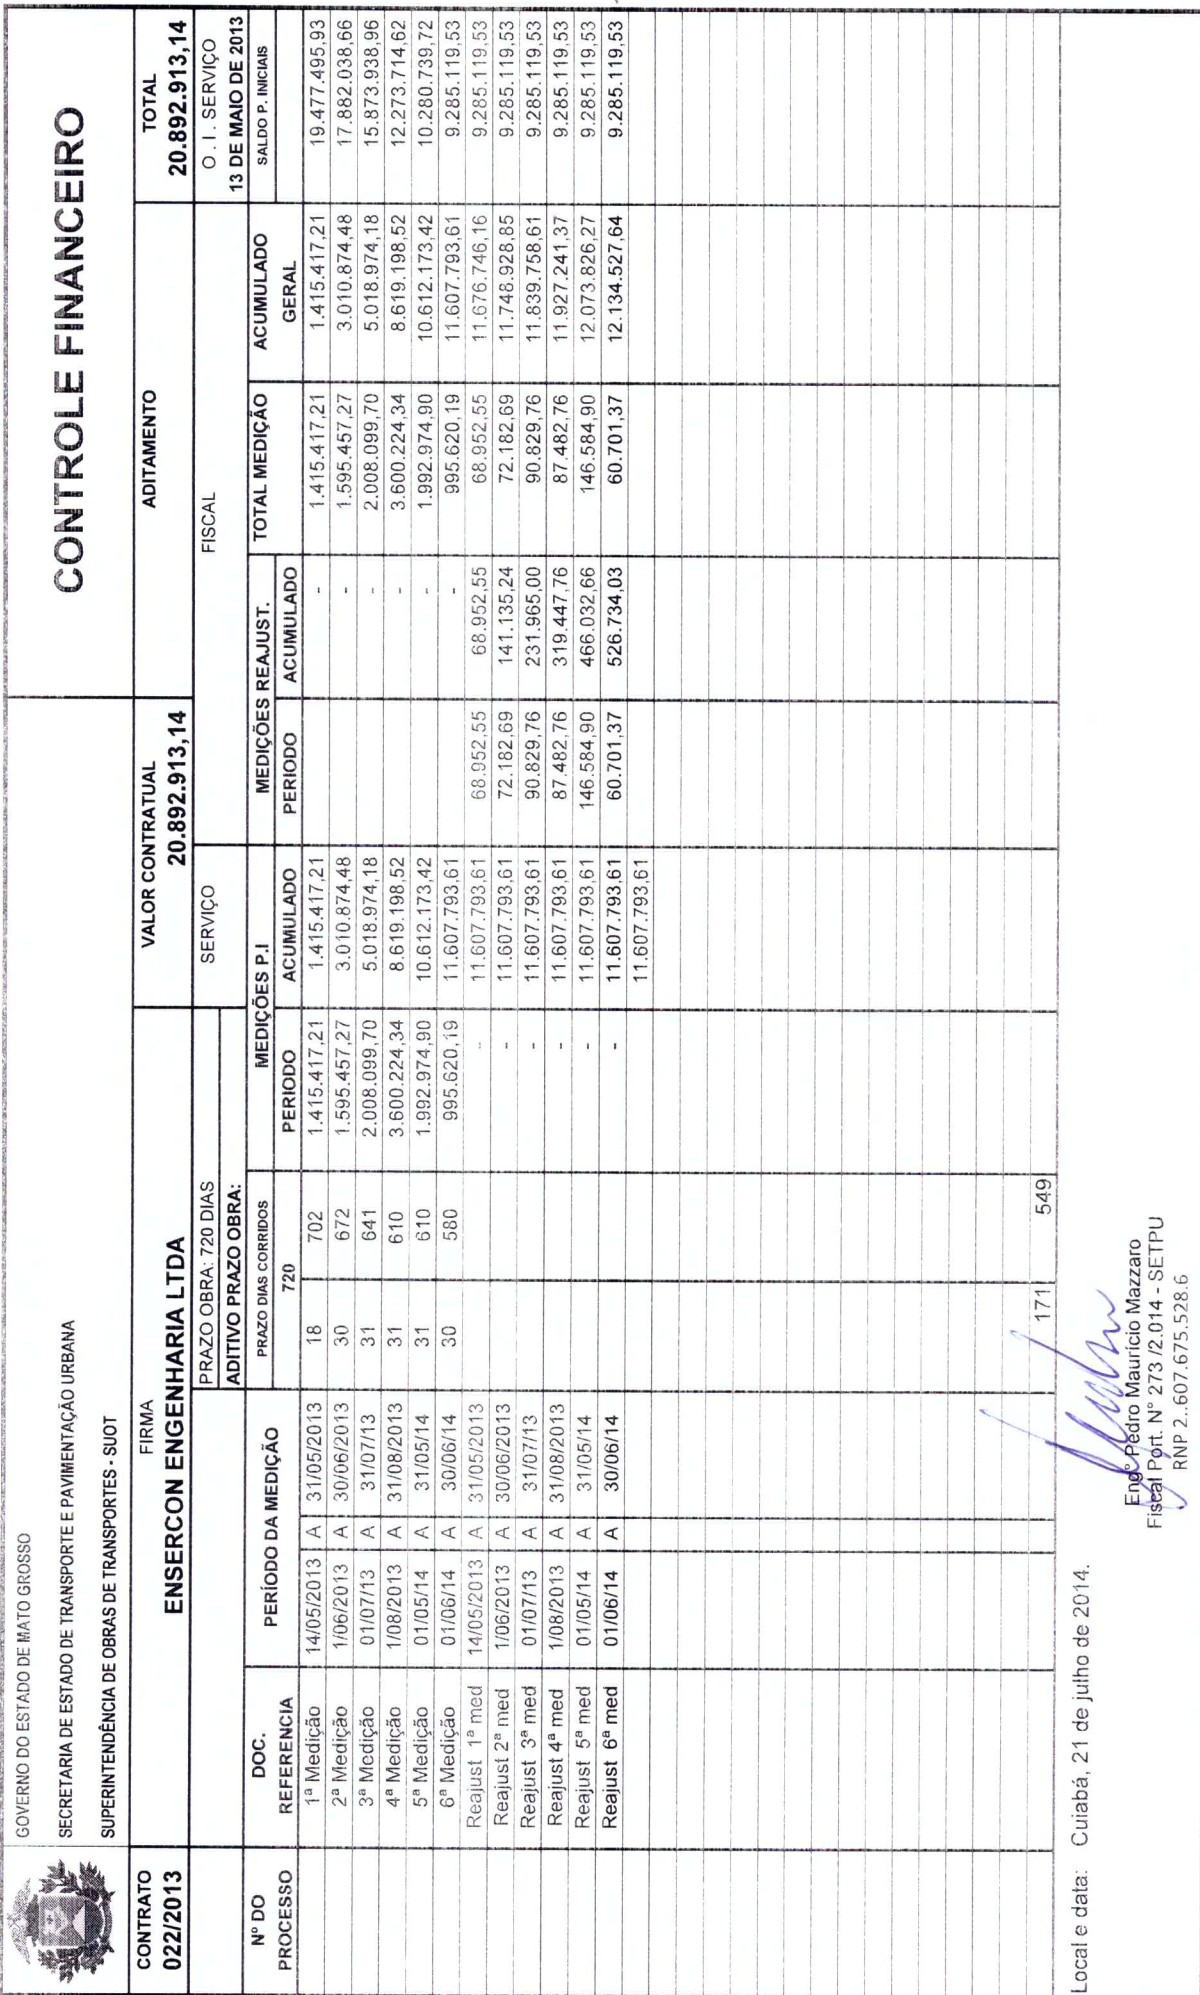 GOVERNO DO ESTADO DE MATO GROSSO
SECRETARIA DE ESTADO DE TRANSPORTE E PAVIMENTAÇÃO URBANA
SUPERINTENDÊNCIA DE OBRAS DE TRANSPORTES - SUOT
CONTROLE FINANCEIRO
CONTRATO FIRMA VALOR CONTRATUAL ADITAMENTO TOTAL
022/2013 ENSERCON ENGENHARIA LTDA 20.892.913,14 20.892.913,14
PRAZO OBRA: 720 DIAS SERVIÇO FISCAL O . I . SERVIÇO
ADITIVO PRAZO OBRA: 13 DE MAIO DE 2013
Nº DO DOC. PERÍODO DA MEDIÇÃO PRAZO DIAS CORRIDOS MEDIÇÕES P.I MEDIÇÕES REAJUST. TOTAL MEDIÇÃO ACUMULADO SALDO P. INICIAIS
PROCESSO REFERENCIA 720 PERIODO ACUMULADO PERIODO ACUMULADO GERAL
1ª Medição 14/05/2013 A 31/05/2013 18 702 1.415.417,21 1.415.417,21 - 1.415.417,21 1.415.417,21 19.477.495,93
2ª Medição 1/06/2013 A 30/06/2013 30 672 1.595.457,27 3.010.874,48 - 1.595.457,27 3.010.874,48 17.882.038,66
3ª Medição 01/07/13 A 31/07/13 31 641 2.008.099,70 5.018.974,18 - 2.008.099,70 5.018.974,18 15.873.938,96
4ª Medição 1/08/2013 A 31/08/2013 31 610 3.600.224,34 8.619.198,52 - 3.600.224,34 8.619.198,52 12.273.714,62
5ª Medição 01/05/14 A 31/05/14 31 610 1.992.974,90 10.612.173,42 - 1.992.974,90 10.612.173,42 10.280.739,72
6ª Medição 01/06/14 A 30/06/14 30 580 995.620,19 11.607.793,61 - 995.620,19 11.607.793,61 9.285.119,53
Reajust 1ª med 14/05/2013 A 31/05/2013 - 11.607.793,61 68.952,55 68.952,55 68.952,55 11.676.746,16 9.285.119,53
Reajust 2ª med 1/06/2013 A 30/06/2013 - 11.607.793,61 72.182,69 141.135,24 72.182,69 11.748.928,85 9.285.119,53
Reajust 3ª med 01/07/13 A 31/07/13 - 11.607.793,61 90.829,76 231.965,00 90.829,76 11.839.758,61 9.285.119,53
Reajust 4ª med 1/08/2013 A 31/08/2013 - 11.607.793,61 87.482,76 319.447,76 87.482,76 11.927.241,37 9.285.119,53
Reajust 5ª med 01/05/14 A 31/05/14 - 11.607.793,61 146.584,90 466.032,66 146.584,90 12.073.826,27 9.285.119,53
Reajust 6ª med 01/06/14 A 30/06/14 - 11.607.793,61 60.701,37 526.734,03 60.701,37 12.134.527,64 9.285.119,53
11.607.793,61
171 549
Local e data: Cuiabá, 21 de julho de 2014.
Engº Pedro Mauricio Mazzaro
Fiscal Port. N° 273 /2.014 - SETPU
RNP 2..607.675.528.6